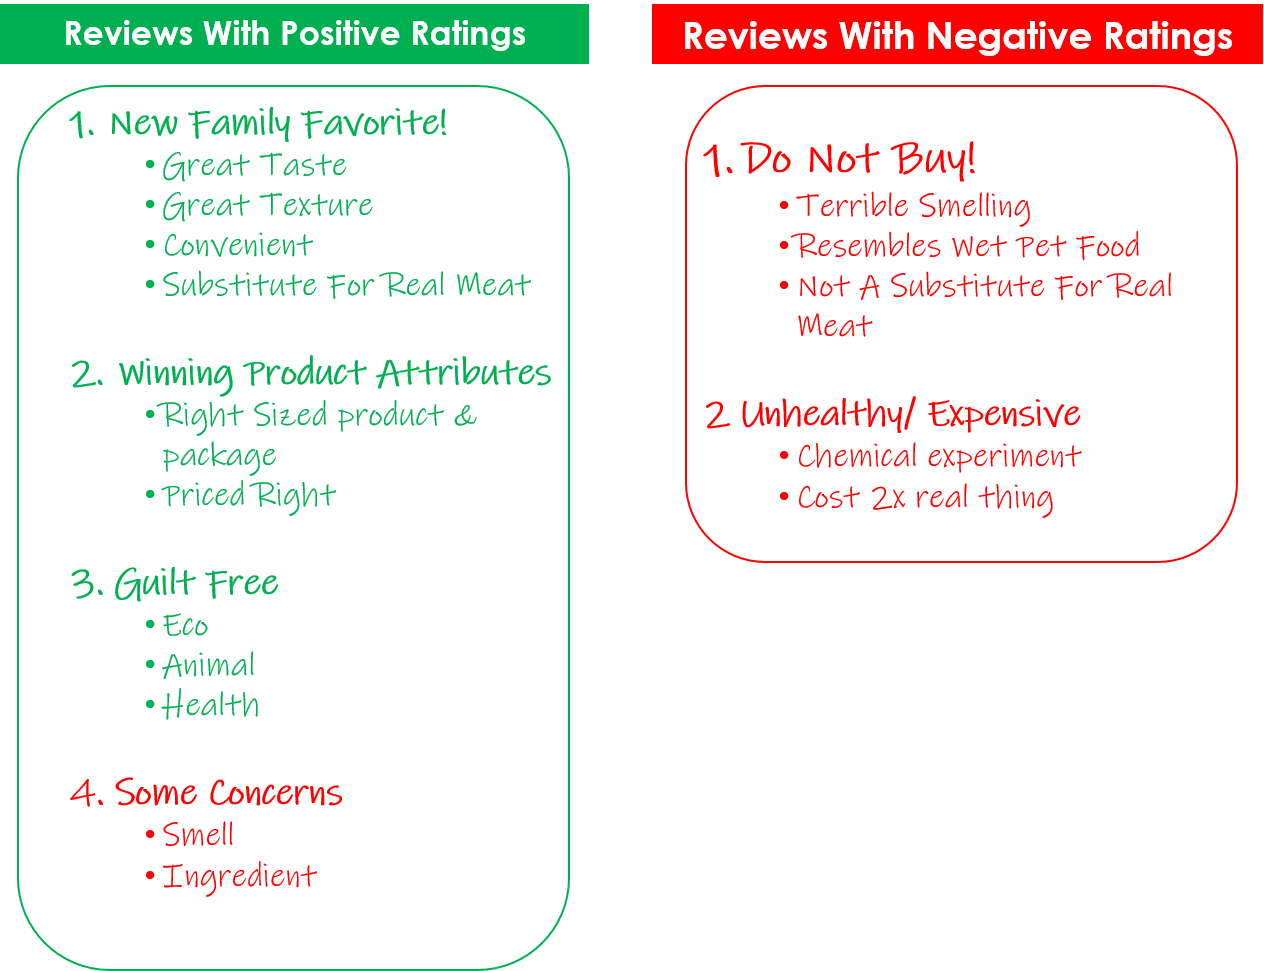 Reviews With Positive Ratings
1. New Family Favorite!
• Great Taste
• Great Texture
• Convenient
• Substitute For Real Meat
2. Winning Product Attributes
• Right Sized product &
package
• Priced Right
3. Guilt Free
• Eco
• Animal
• Health
4. Some Concerns
• Smell
• Ingredient
Reviews With Negative Ratings
1. Do Not Buy!
• Terrible Smelling
• Resembles Wet Pet Food
• Not A Substitute For Real
Meat
2 Unhealthy/ Expensive
• Chemical experiment
• Cost 2x real thing